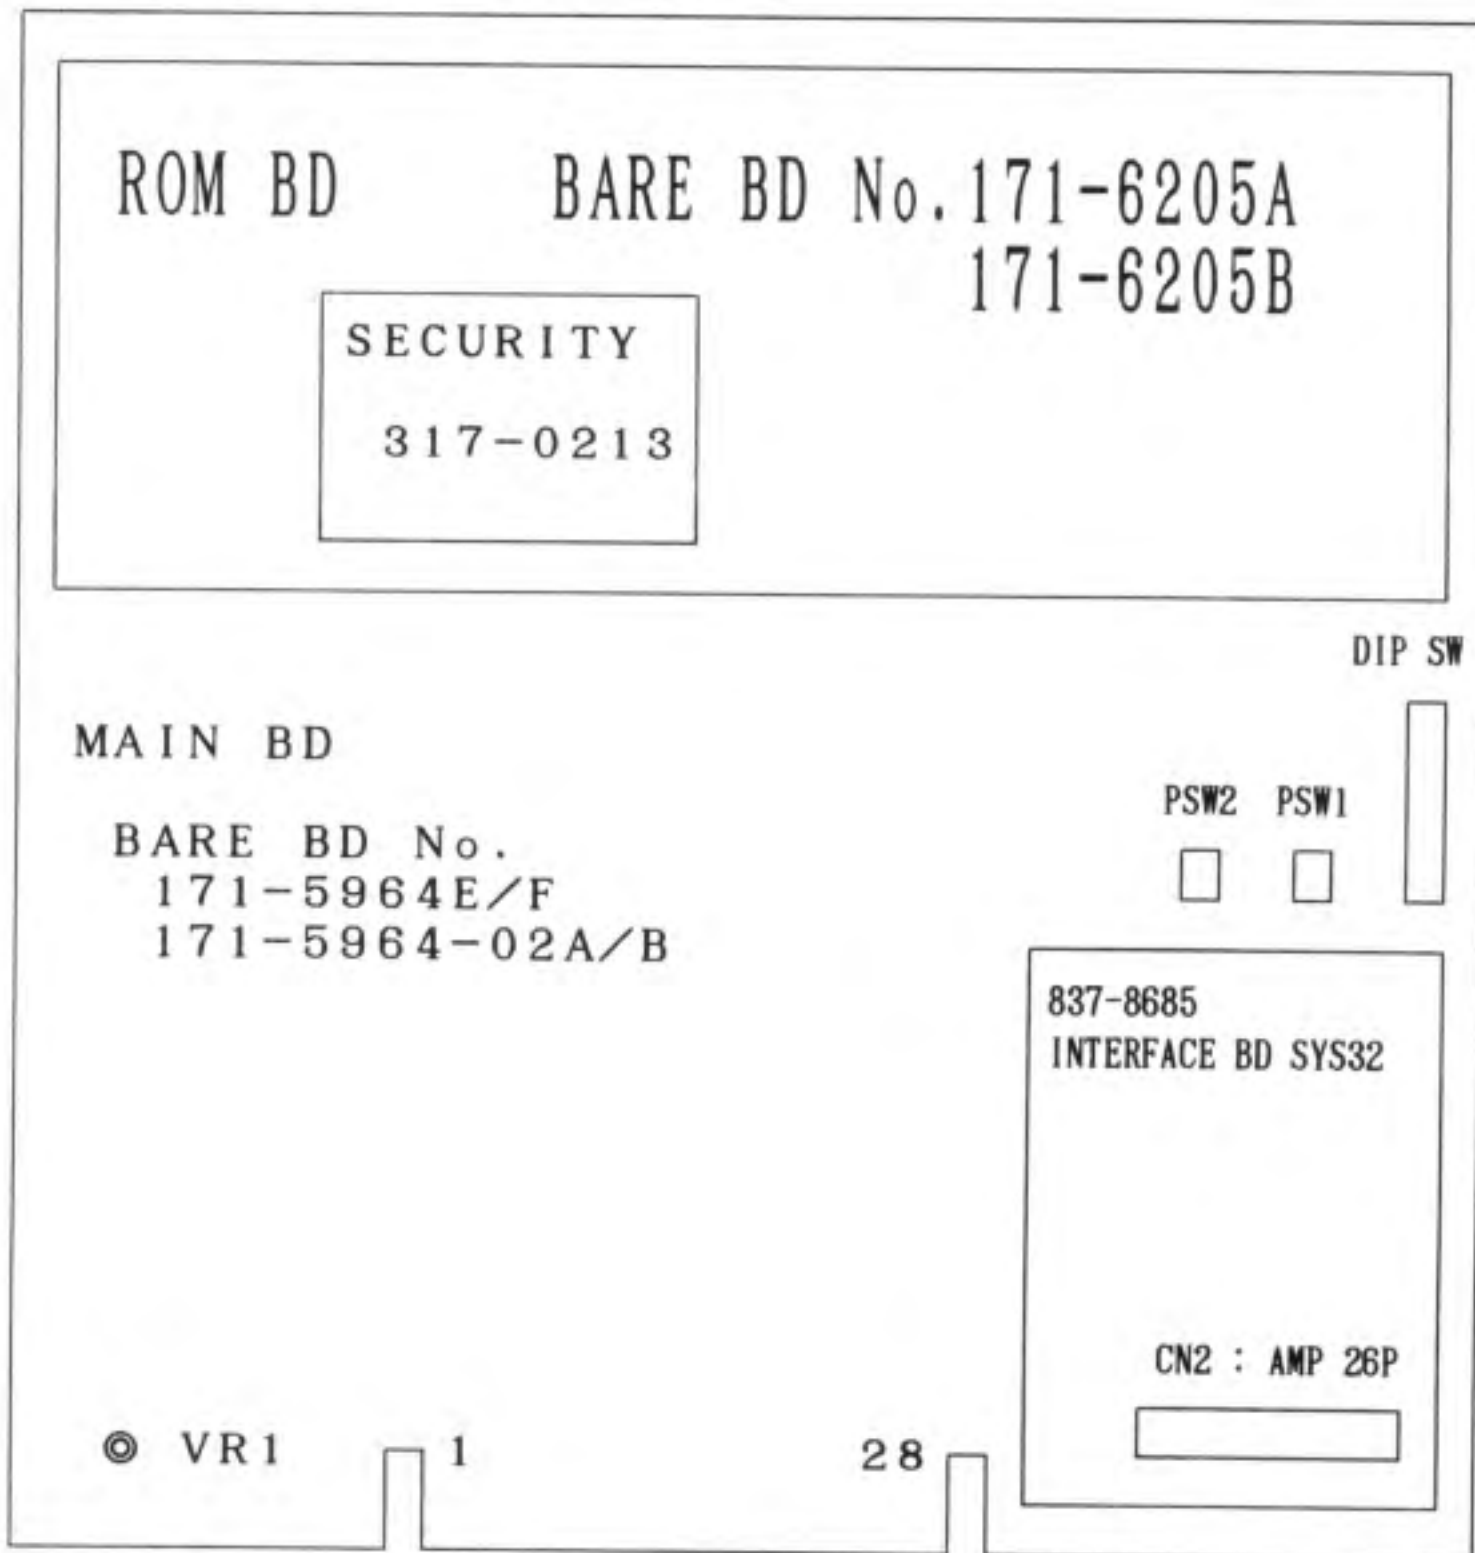 ROM BD BARE BD No.171-6205A
171-6205B
SECURITY
317-0213
DIP SW
MAIN BD
PSW2 PSW1
BARE BD No.
171-5964E/F
171-5964-02A/B
837-8685
INTERFACE BD SYS32
CN2 : AMP 26P
VR1 1 28